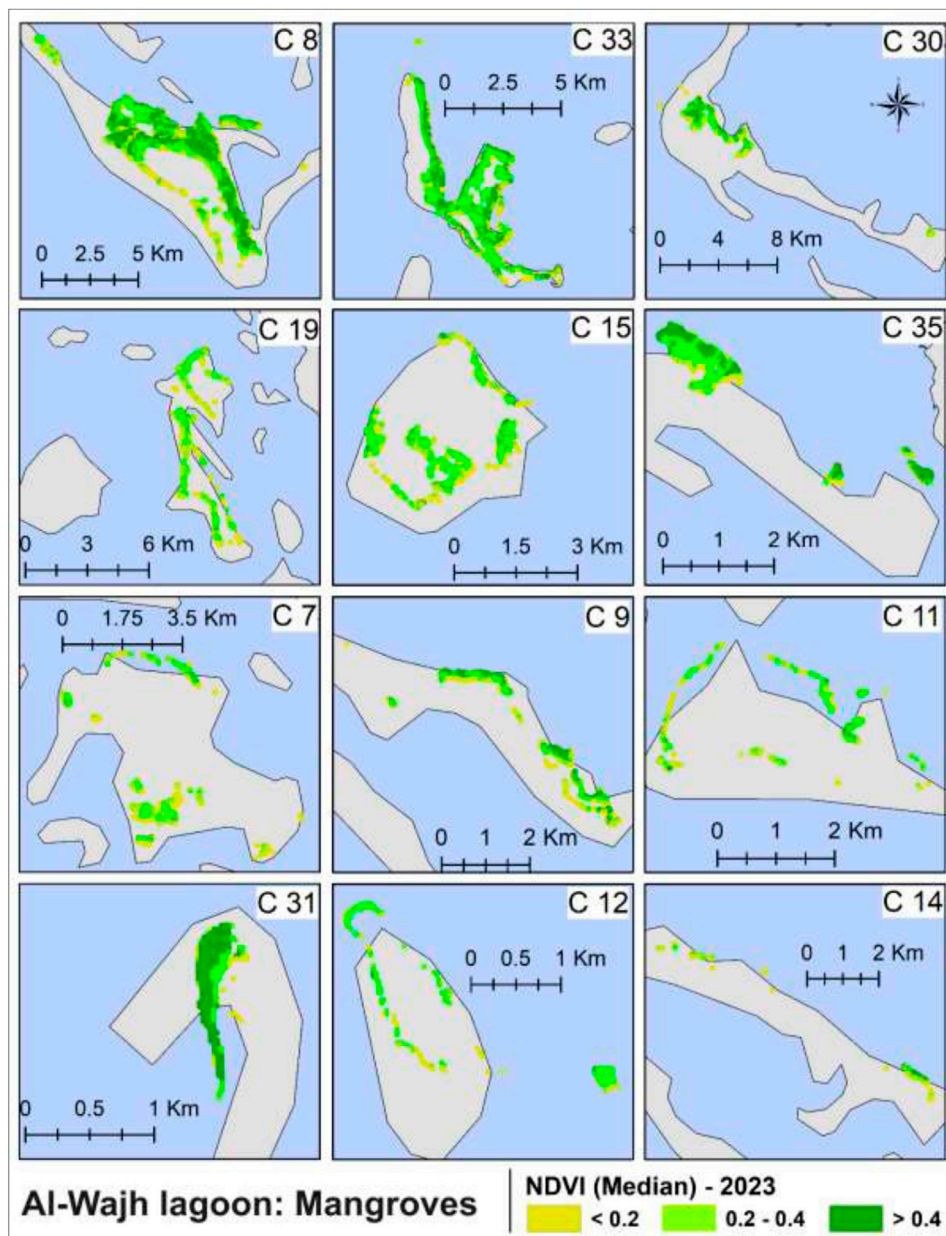 C 8
0 2.5 5 Km
C 33
0 2.5 5 Km
C 30
0 4 8 Km
C 19
0 3 6 Km
C 15
0 1.5 3 Km
C 35
0 1 2 Km
C 7
0 1.75 3.5 Km
C 9
0 1 2 Km
C 11
0 1 2 Km
C 31
0 0.5 1 Km
C 12
0 0.5 1 Km
C 14
0 1 2 Km
Al-Wajh lagoon: Mangroves
NDVI (Median) - 2023
< 0.2 0.2 - 0.4 > 0.4